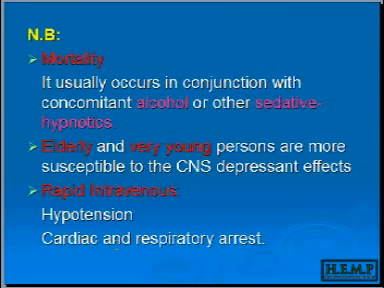 N.B:
➢ Mortality
It usually occurs in conjunction with
concomitant alcohol or other sedative-
hypnotics.
➢ Elderly and very young persons are more
susceptible to the CNS depressant effects
➢ Rapid Intravenous:
Hypotension
Cardiac and respiratory arrest.
H.E.M.P